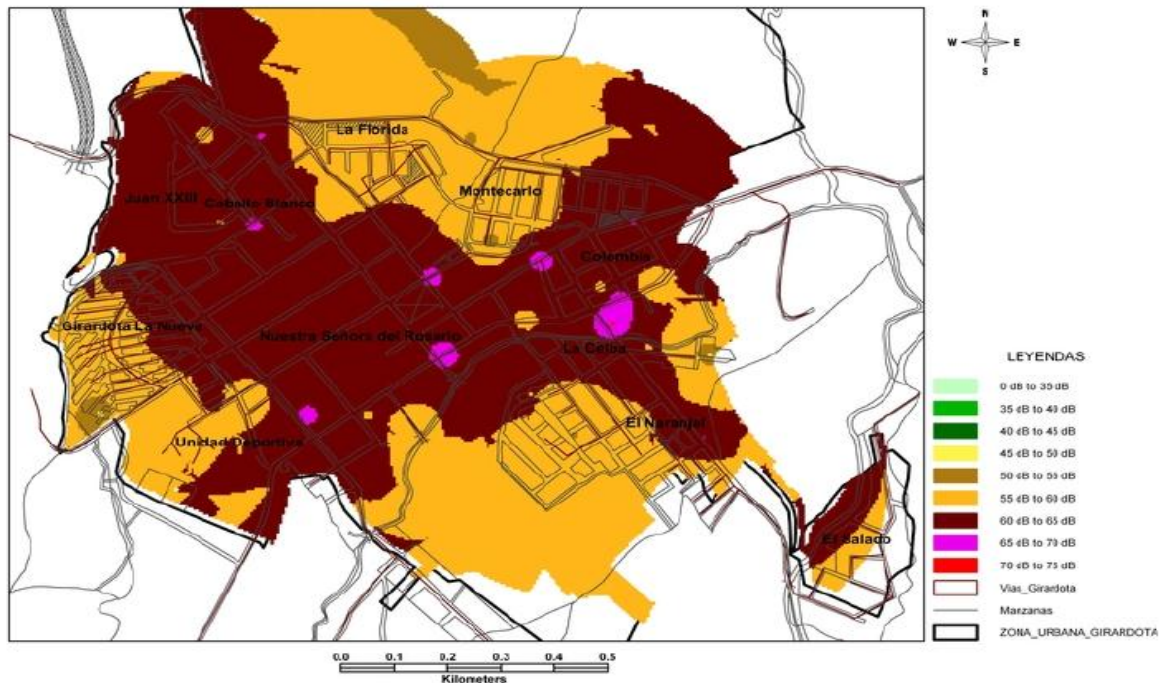 N
W E
S
La Florida
Montecarlo
Juan XXIII
Caballo Blanco
Colombia
Girardota La Nueva
Nuestra Señora del Rosario
La Ceiba
El Naranjal
Unidad Deportiva
El Salado
LEYENDAS
0 dB to 35 dB
35 dB to 40 dB
40 dB to 45 dB
45 dB to 50 dB
50 dB to 55 dB
55 dB to 60 dB
60 dB to 65 dB
65 dB to 70 dB
70 dB to 75 dB
Vias_Girardota
Manzanas
ZONA_URBANA_GIRARDOTA
0.0 0.1 0.2 0.3 0.4 0.5
Kilometers